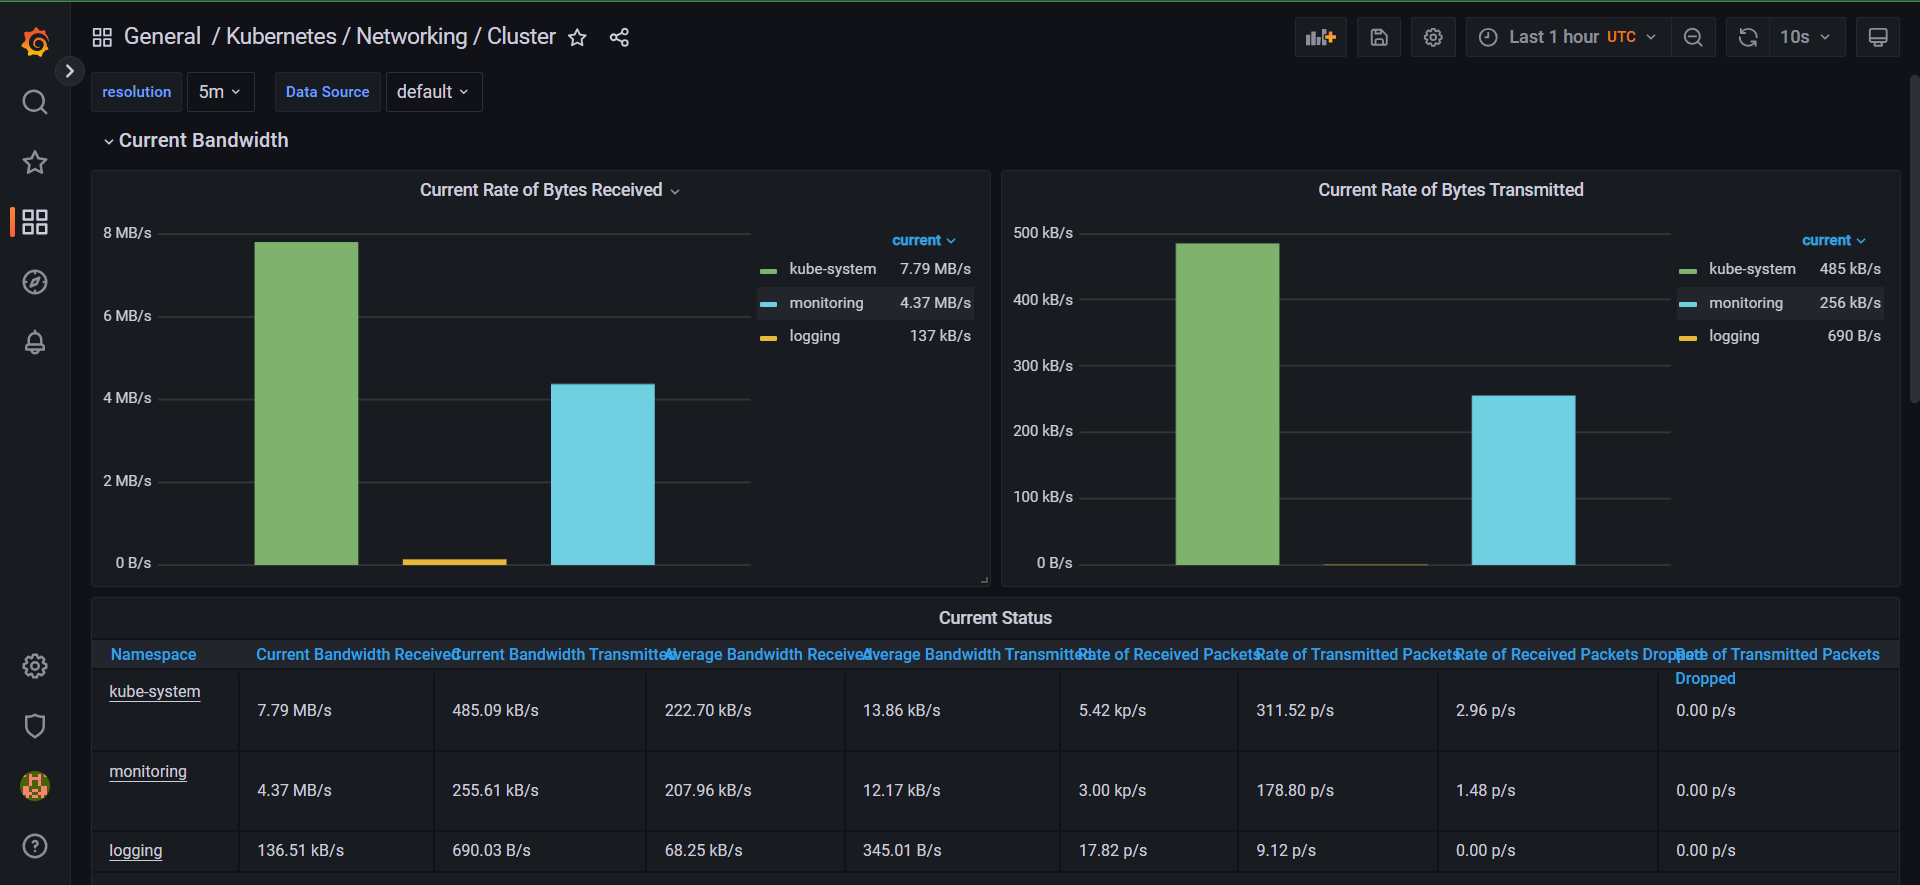 General / Kubernetes / Networking / Cluster
Last 1 hour UTC
10s
resolution 5m Data Source default
Current Bandwidth
Current Rate of Bytes Received
8 MB/s
6 MB/s
4 MB/s
2 MB/s
0 B/s
current
kube-system 7.79 MB/s
monitoring 4.37 MB/s
logging 137 kB/s
Current Rate of Bytes Transmitted
500 kB/s
400 kB/s
300 kB/s
200 kB/s
100 kB/s
0 B/s
current
kube-system 485 kB/s
monitoring 256 kB/s
logging 690 B/s
Current Status
Namespace Current Bandwidth Received Current Bandwidth Transmitted Average Bandwidth Received Average Bandwidth Transmitted Rate of Received Packets Rate of Transmitted Packets Rate of Received Packets Dropped Rate of Transmitted Packets
Dropped
kube-system 7.79 MB/s 485.09 kB/s 222.70 kB/s 13.86 kB/s 5.42 kp/s 311.52 p/s 2.96 p/s 0.00 p/s
monitoring 4.37 MB/s 255.61 kB/s 207.96 kB/s 12.17 kB/s 3.00 kp/s 178.80 p/s 1.48 p/s 0.00 p/s
logging 136.51 kB/s 690.03 B/s 68.25 kB/s 345.01 B/s 17.82 p/s 9.12 p/s 0.00 p/s 0.00 p/s